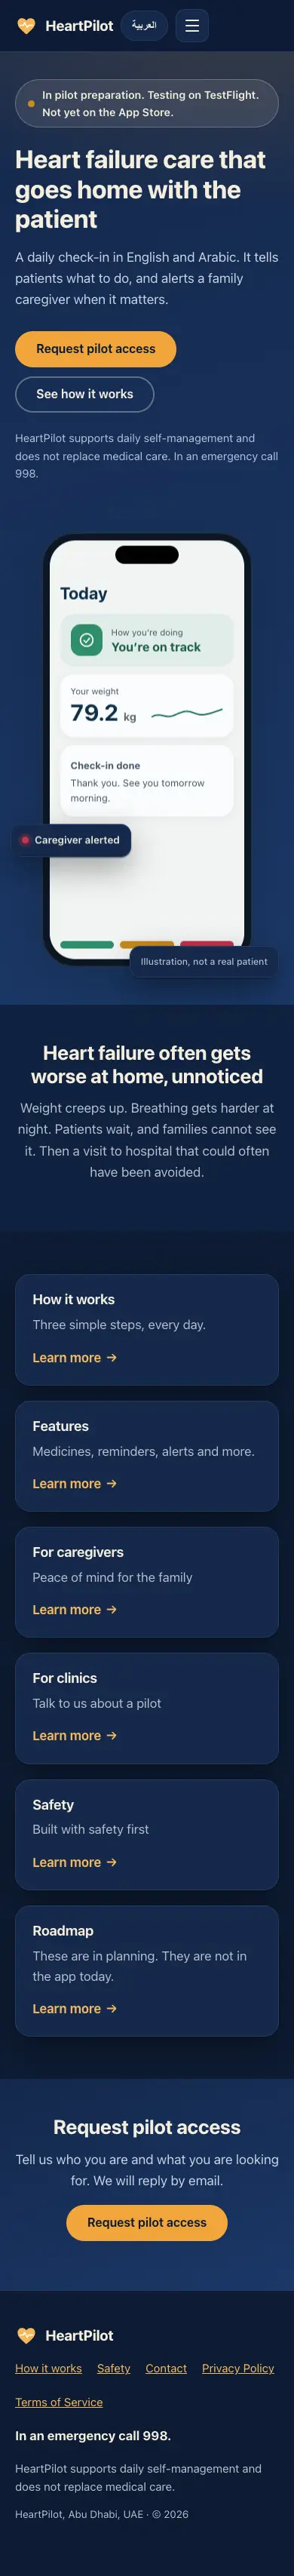 HeartPilot
العربية
In pilot preparation. Testing on TestFlight.
Not yet on the App Store.
Heart failure care that
goes home with the
patient
A daily check-in in English and Arabic. It tells
patients what to do, and alerts a family
caregiver when it matters.
Request pilot access
See how it works
HeartPilot supports daily self-management and
does not replace medical care. In an emergency call
998.
Today
How you're doing
You're on track
Your weight
79.2 kg
Check-in done
Thank you. See you tomorrow
morning.
Caregiver alerted
Illustration, not a real patient
Heart failure often gets
worse at home, unnoticed
Weight creeps up. Breathing gets harder at
night. Patients wait, and families cannot see
it. Then a visit to hospital that could often
have been avoided.
How it works
Three simple steps, every day.
Learn more →
Features
Medicines, reminders, alerts and more.
Learn more →
For caregivers
Peace of mind for the family
Learn more →
For clinics
Talk to us about a pilot
Learn more →
Safety
Built with safety first
Learn more →
Roadmap
These are in planning. They are not in
the app today.
Learn more →
Request pilot access
Tell us who you are and what you are looking
for. We will reply by email.
Request pilot access
HeartPilot
How it works Safety Contact Privacy Policy
Terms of Service
In an emergency call 998.
HeartPilot supports daily self-management and
does not replace medical care.
HeartPilot, Abu Dhabi, UAE · © 2026